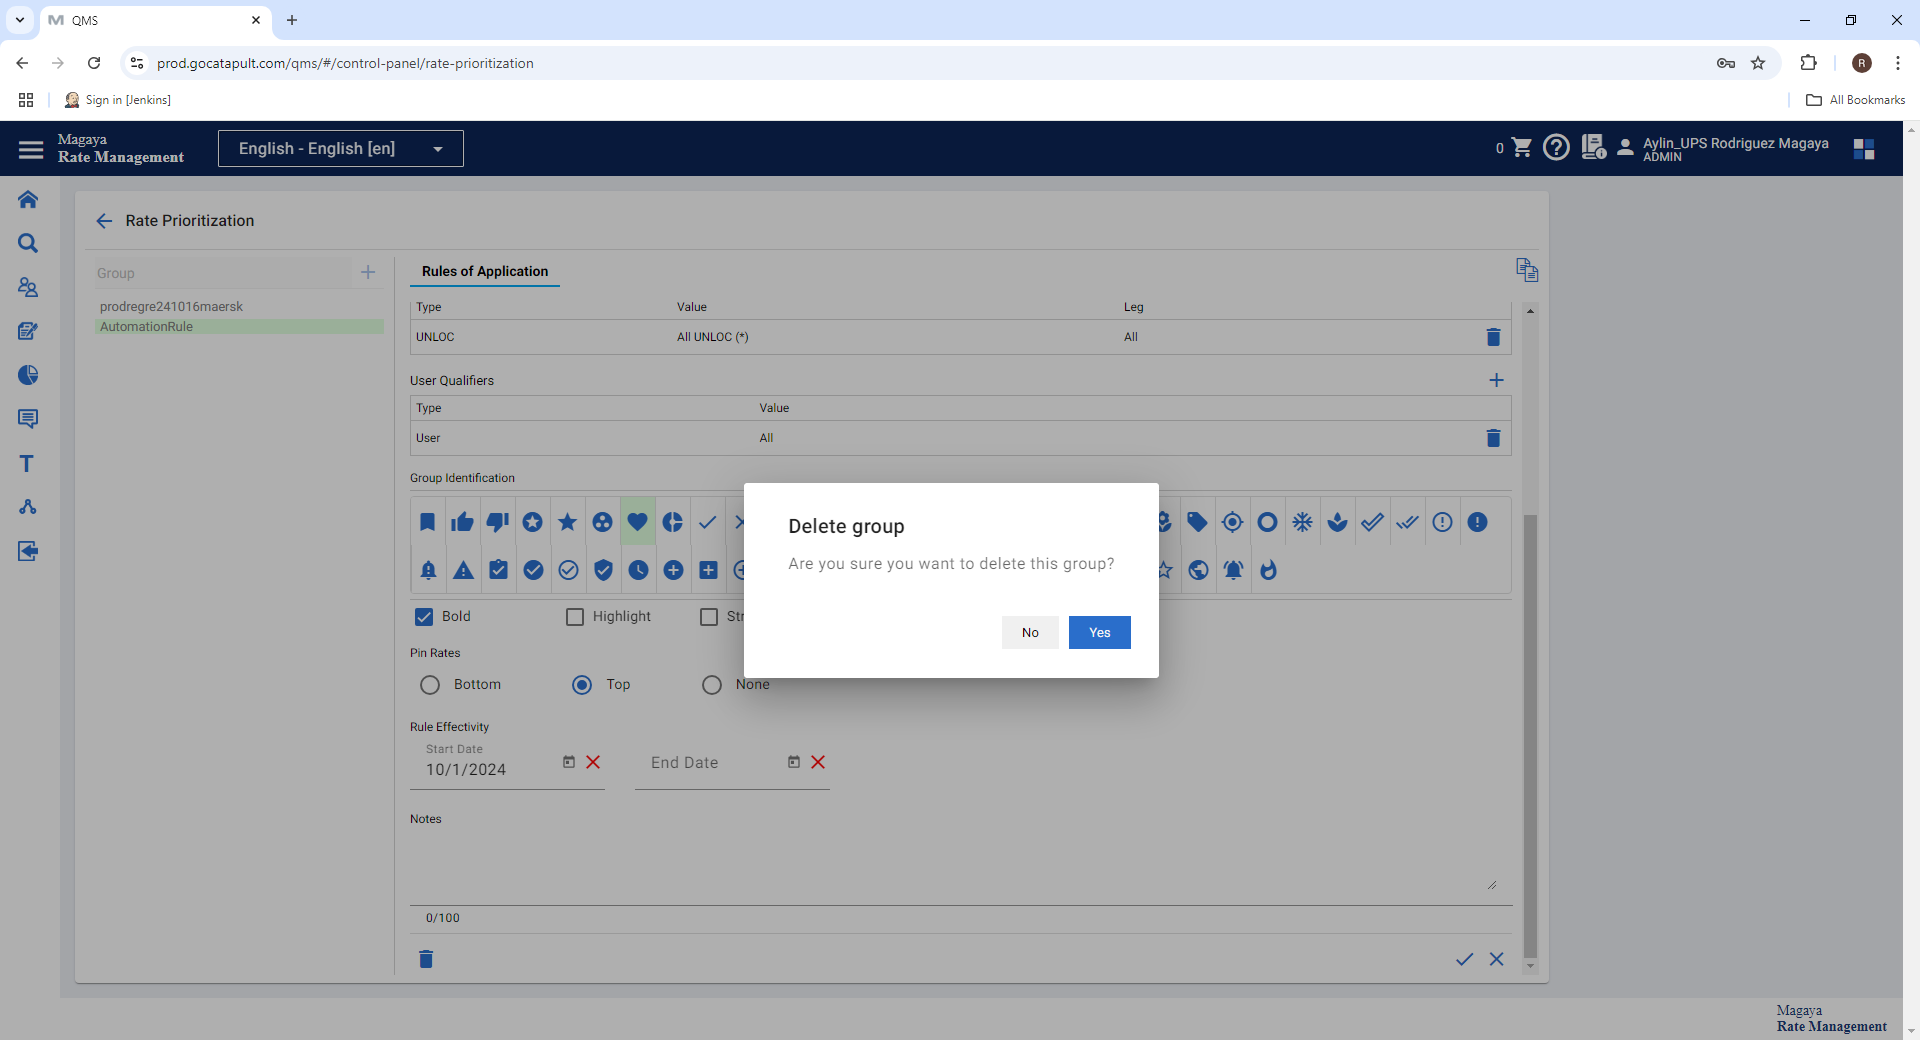 QMS
prod.gocatapult.com/qms/#/control-panel/rate-prioritization
R
Sign in [Jenkins]
All Bookmarks
Magaya
Rate Management
English - English [en]
0
Aylin_UPS Rodriguez Magaya
ADMIN
Rate Prioritization
Group
prodregre241016maersk
AutomationRule
Rules of Application
Type Value Leg
UNLOC All UNLOC (*) All
User Qualifiers
Type Value
User All
Group Identification
Delete group
Are you sure you want to delete this group?
No Yes
Bold Highlight
Pin Rates
Bottom Top None
Rule Effectivity
Start Date
10/1/2024
End Date
Notes
0/100
T
Magaya
Rate Management